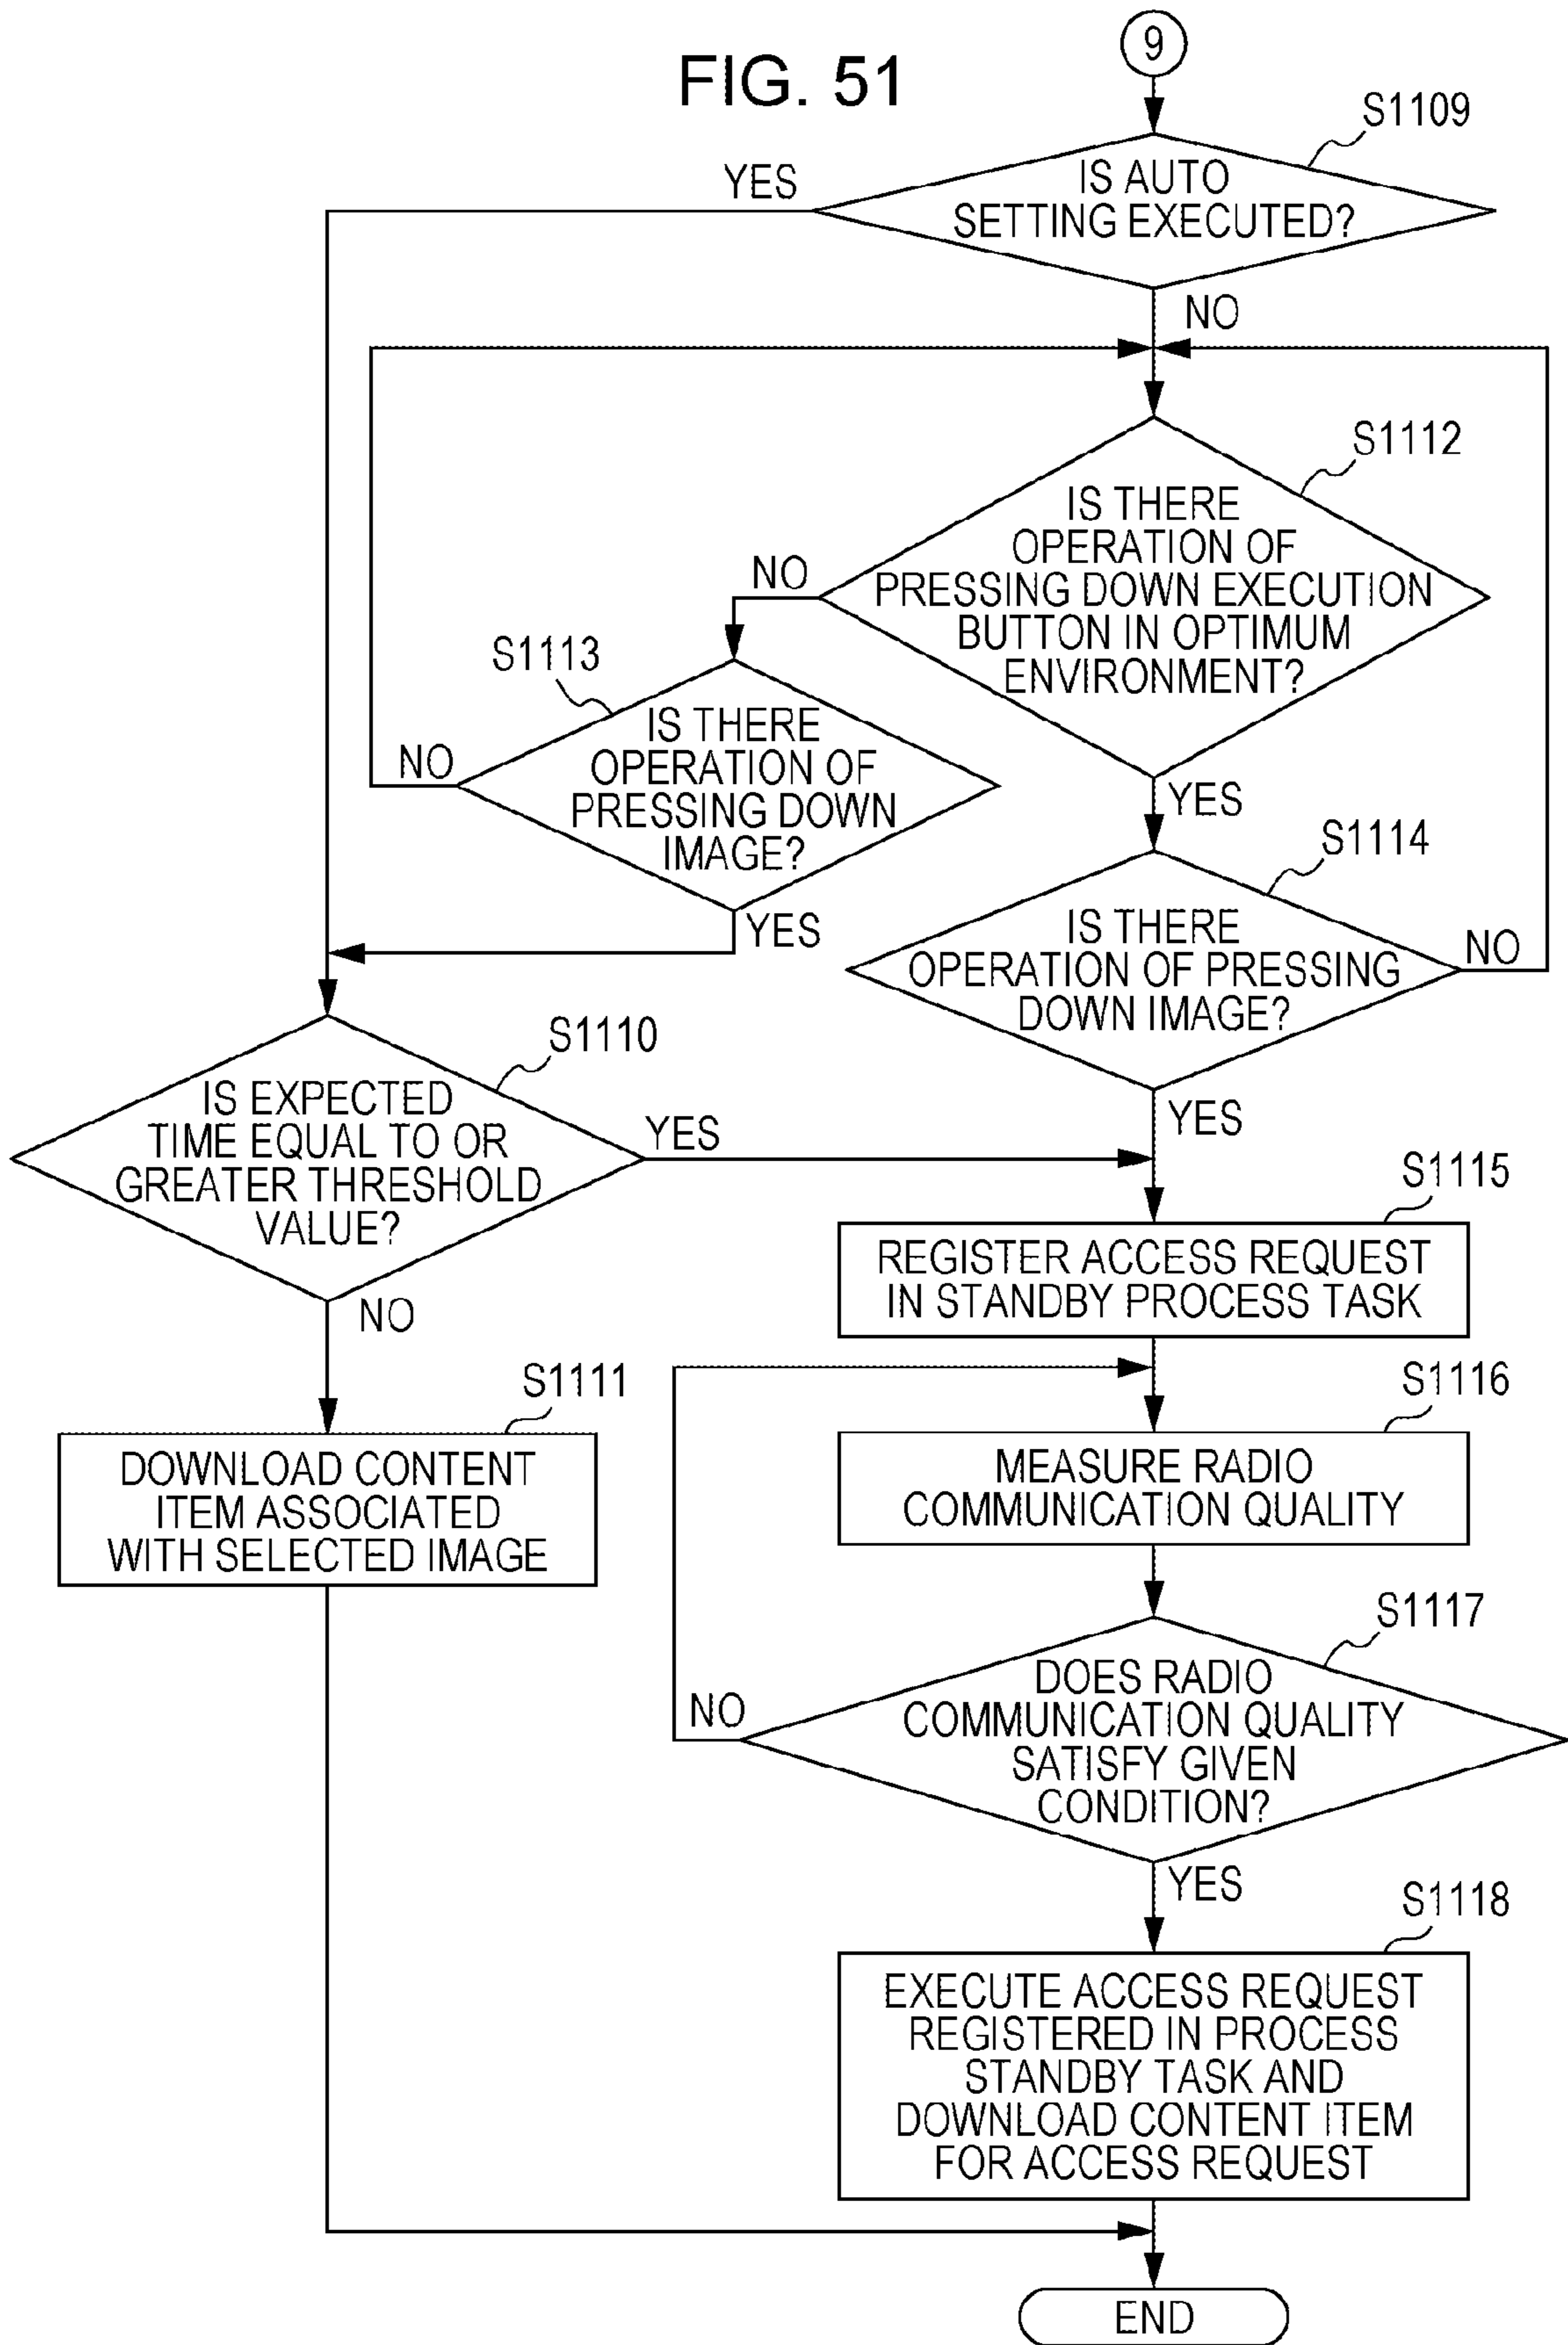 FIG. 51
9
S1109
IS AUTO
SETTING EXECUTED?
YES
NO
S1112
IS THERE
OPERATION OF
PRESSING DOWN EXECUTION
BUTTON IN OPTIMUM
ENVIRONMENT?
NO
YES
S1113
IS THERE
OPERATION OF
PRESSING DOWN
IMAGE?
NO
YES
S1114
IS THERE
OPERATION OF PRESSING
DOWN IMAGE?
NO
YES
S1110
IS EXPECTED
TIME EQUAL TO OR
GREATER THRESHOLD
VALUE?
YES
NO
S1115
REGISTER ACCESS REQUEST
IN STANDBY PROCESS TASK
S1111
DOWNLOAD CONTENT
ITEM ASSOCIATED
WITH SELECTED IMAGE
S1116
MEASURE RADIO
COMMUNICATION QUALITY
S1117
DOES RADIO
COMMUNICATION QUALITY
SATISFY GIVEN
CONDITION?
NO
YES
S1118
EXECUTE ACCESS REQUEST
REGISTERED IN PROCESS
STANDBY TASK AND
DOWNLOAD CONTENT ITEM
FOR ACCESS REQUEST
END